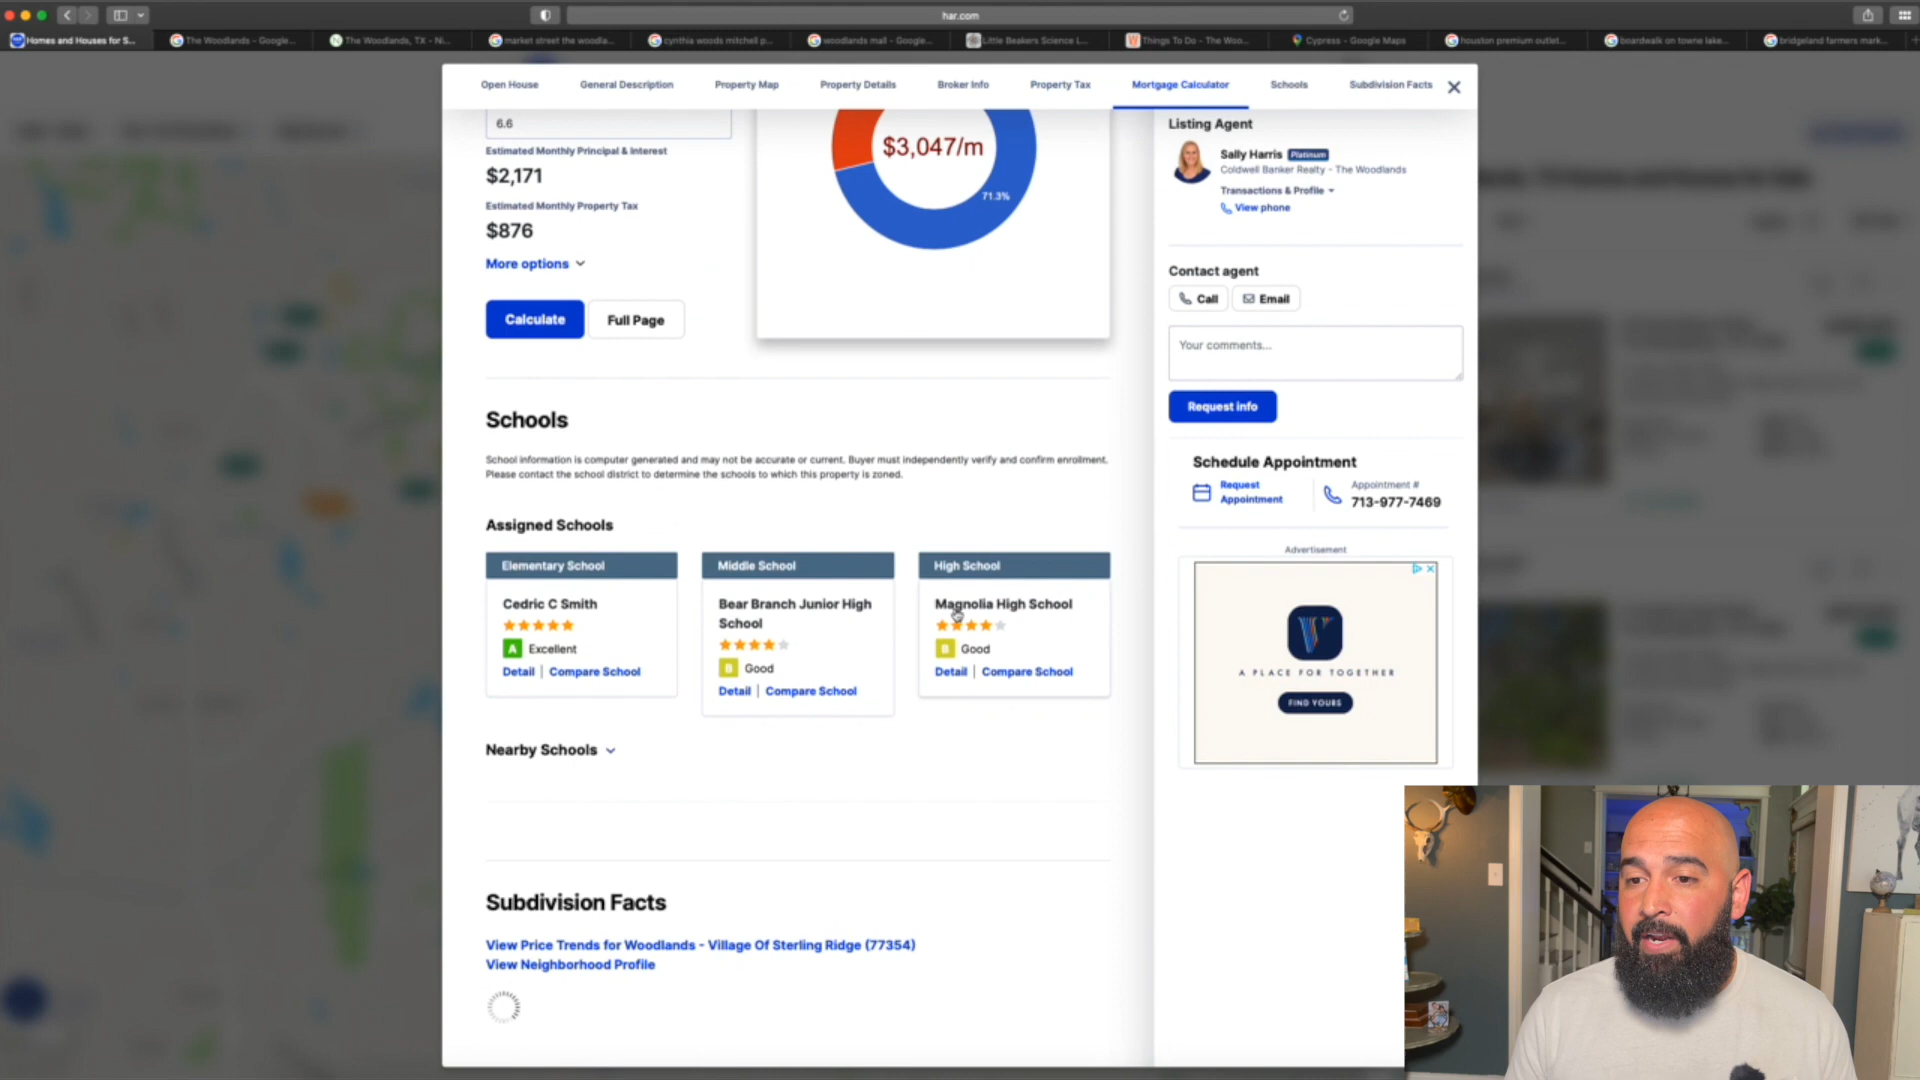 har.com
Homes and Houses for S...
The Woodlands - Google...
The Woodlands, TX - Ni...
market street the woodla...
cynthia woods mitchell p...
woodlands mall - Google...
Little Beakers Science L...
Things To Do - The Woo...
Cypress - Google Maps
houston premium outlet...
boardwalk on towne lake...
bridgeland farmers mark...
Open House
General Description
Property Map
Property Details
Broker Info
Property Tax
Mortgage Calculator
Schools
Subdivision Facts
6.6
Estimated Monthly Principal & Interest
$2,171
Estimated Monthly Property Tax
$876
More options
Calculate
Full Page
$3,047/m
71.3%
Schools
School information is computer generated and may not be accurate or current. Buyer must independently verify and confirm enrollment.
Please contact the school district to determine the schools to which this property is zoned.
Assigned Schools
Elementary School
Cedric C Smith
A Excellent
Detail | Compare School
Middle School
Bear Branch Junior High
School
B Good
Detail | Compare School
High School
Magnolia High School
B Good
Detail | Compare School
Nearby Schools
Subdivision Facts
View Price Trends for Woodlands - Village Of Sterling Ridge (77354)
View Neighborhood Profile
Listing Agent
Sally Harris Platinum
Coldwell Banker Realty - The Woodlands
Transactions & Profile
View phone
Contact agent
Call
Email
Your comments...
Request info
Schedule Appointment
Request
Appointment
Appointment #
713-977-7469
Advertisement
A PLACE FOR TOGETHER
FIND YOURS